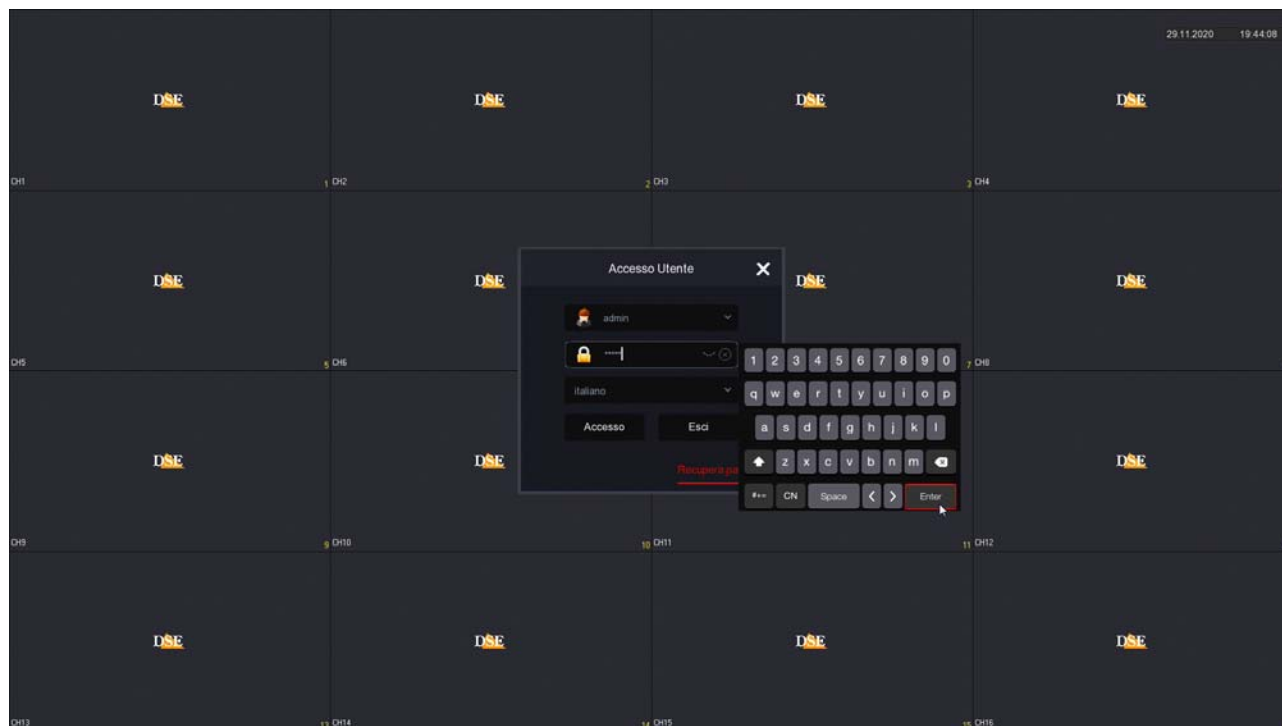 29.11.2020 19:44:08
DSE DSE DSE DSE
CH1 1 CH2 2 CH3 3 CH4
DSE DSE DSE DSE
Accesso Utente
admin
CH5 5 CH6 7 CH8
1 2 3 4 5 6 7 8 9 0
italiano
q w e r t y u i o p
Accesso Esci
a s d f g h j k l
DSE DSE DSE
Recupera pa
z x c v b n m
#+= CN Space < > Enter
CH9 9 CH10 10 CH11 11 CH12
DSE DSE DSE DSE
CH13 13 CH14 14 CH15 15 CH16